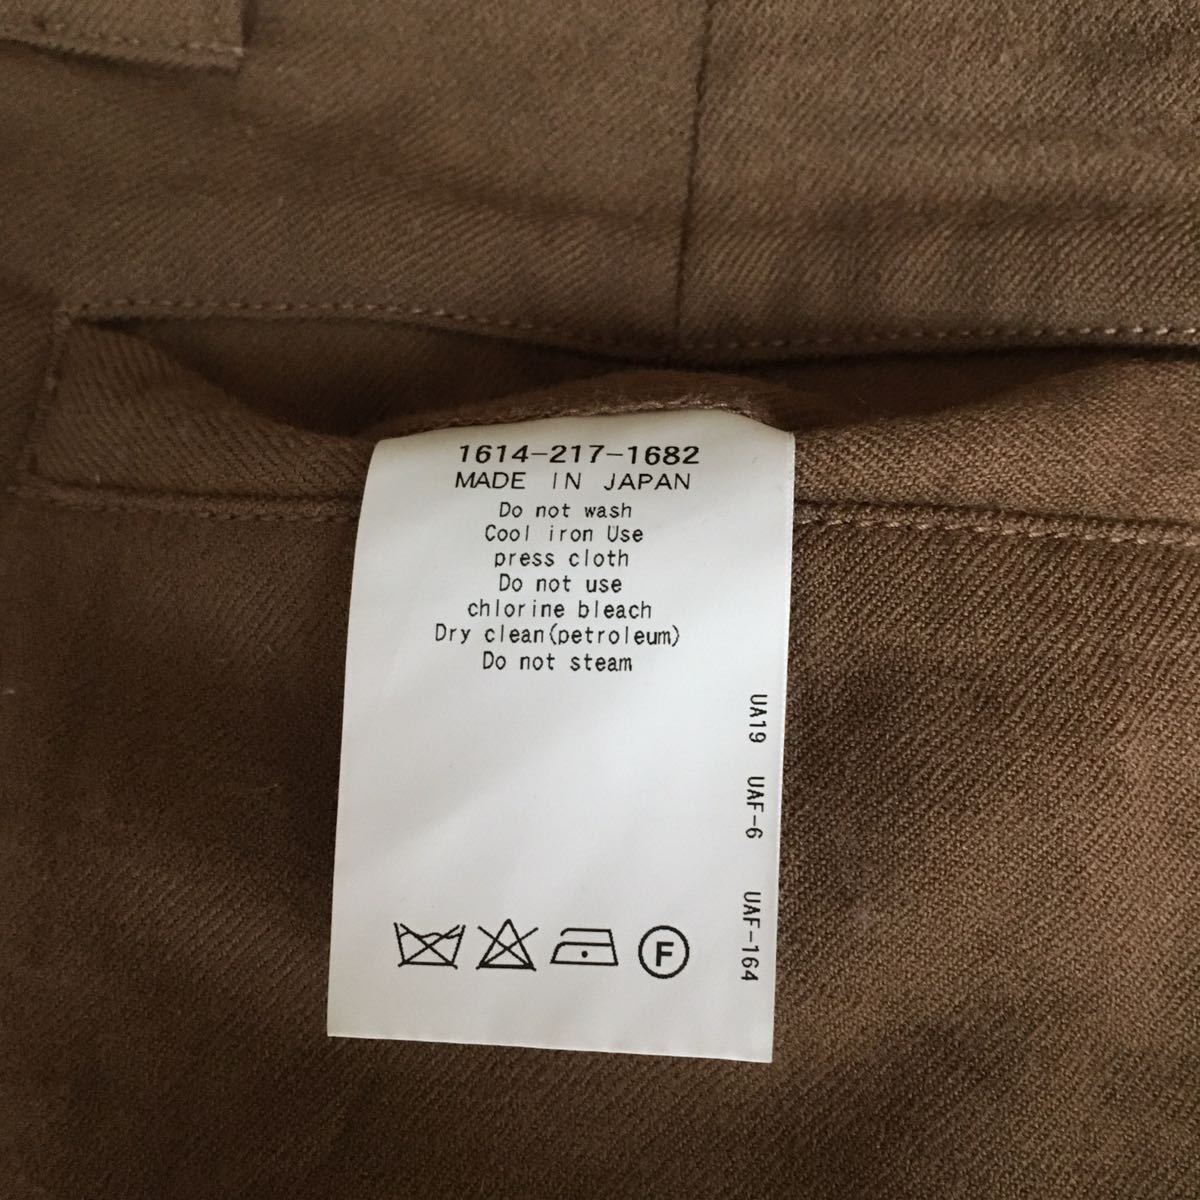 1614-217-1682
MADE IN JAPAN
Do not wash
Cool iron Use
press cloth
Do not use
chlorine bleach
Dry clean(petroleum)
Do not steam
UA19 UAF-6 UAF-164
F